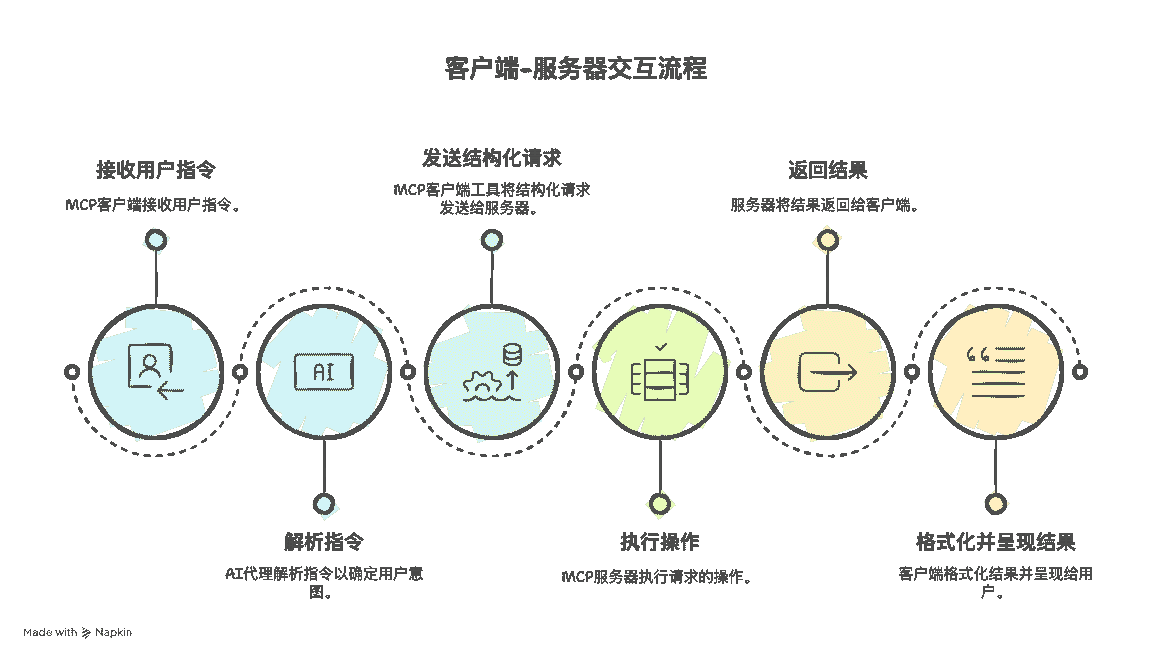 客户端-服务器交互流程
接收用户指令
MCP客户端接收用户指令。
AI
解析指令
AI代理解析指令以确定用户意
图。
发送结构化请求
MCP客户端工具将结构化请求
发送给服务器。
执行操作
MCP服务器执行请求的操作。
返回结果
服务器将结果返回给客户端。
格式化并呈现结果
客户端格式化结果并呈现给用
户。
Made with Napkin